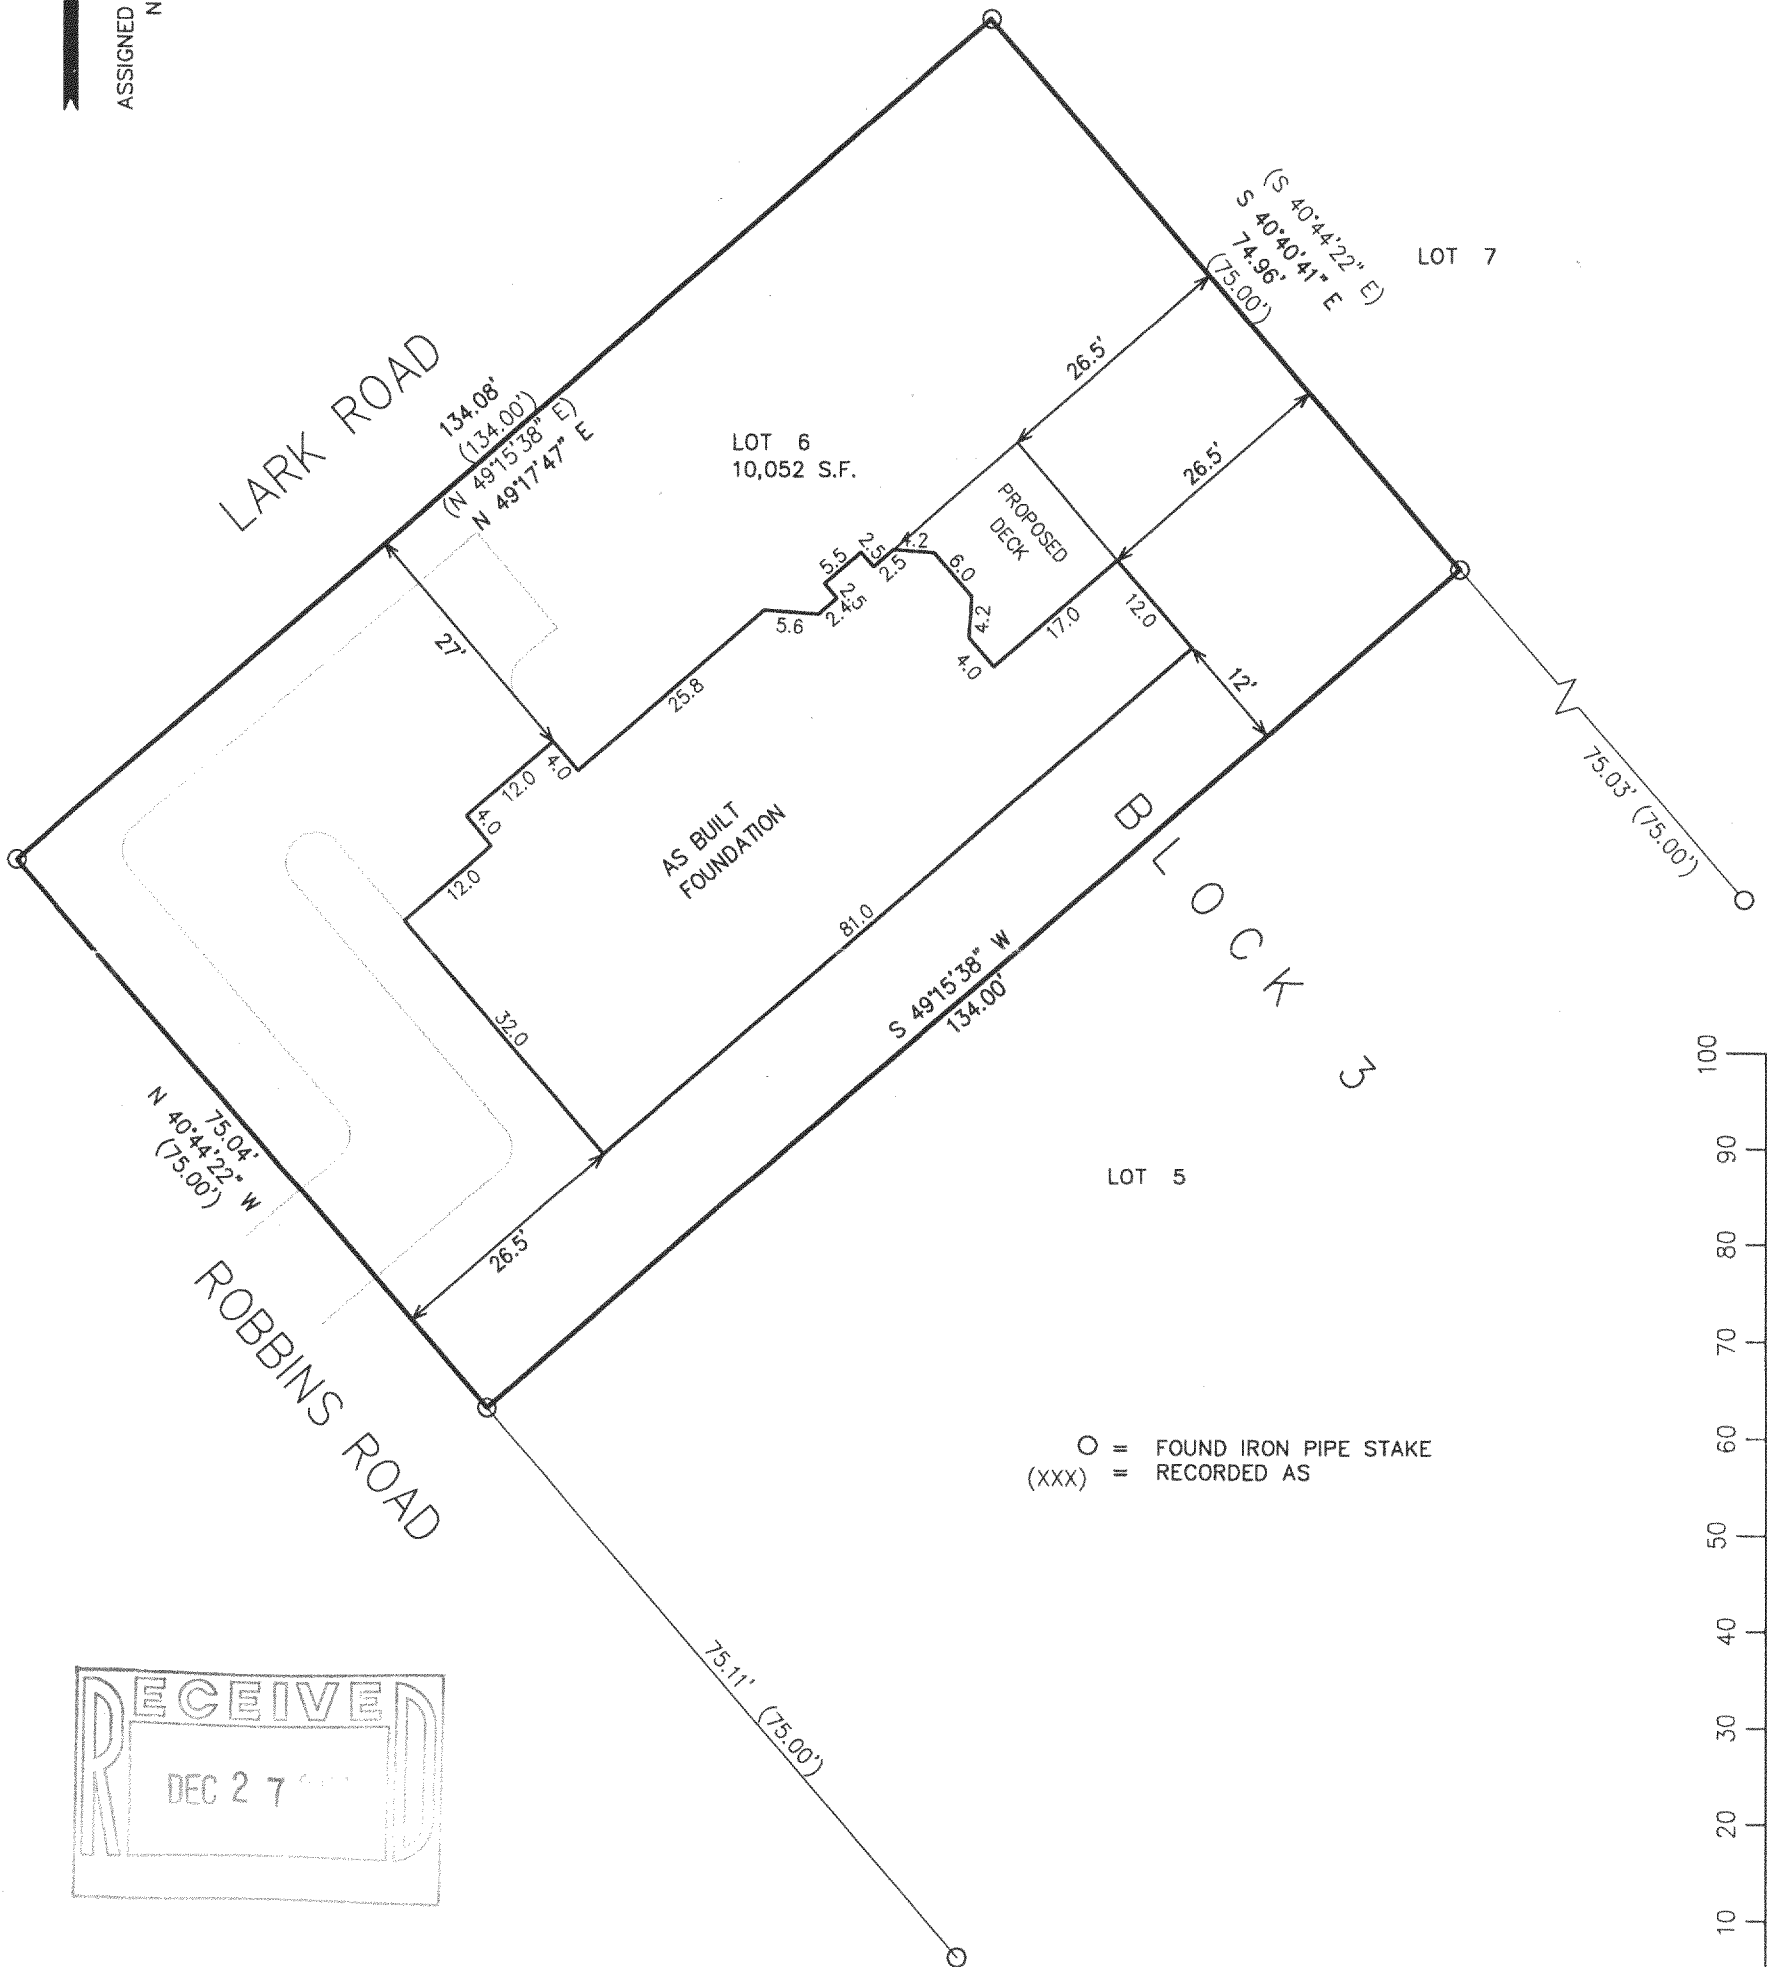 ASSIGNED
N
LARK ROAD
134.08'
(134.00')
(N 49°15'38" E)
N 49°17'47" E
(S 40°44'22" E)
S 40°40'41" E
74.96'
(75.00')
LOT 7
LOT 6
10,052 S.F.
26.5'
26.5'
PROPOSED
DECK
5.5
2.5
2.5
4.2
6.0
4.2
4.0
17.0
12.0
12'
2.5
2.4
5.6
25.8
27'
4.0
12.0
4.0
12.0
AS BUILT
FOUNDATION
81.0
32.0
BLOCK 3
75.03' (75.00')
S 49°15'38" W
134.00'
75.04'
N 40°44'22" W
(75.00')
26.5'
ROBBINS ROAD
LOT 5
O = FOUND IRON PIPE STAKE
(XXX) = RECORDED AS
75.11' (75.00')
RECEIVED
DEC 27
100
90
80
70
60
50
40
30
20
10